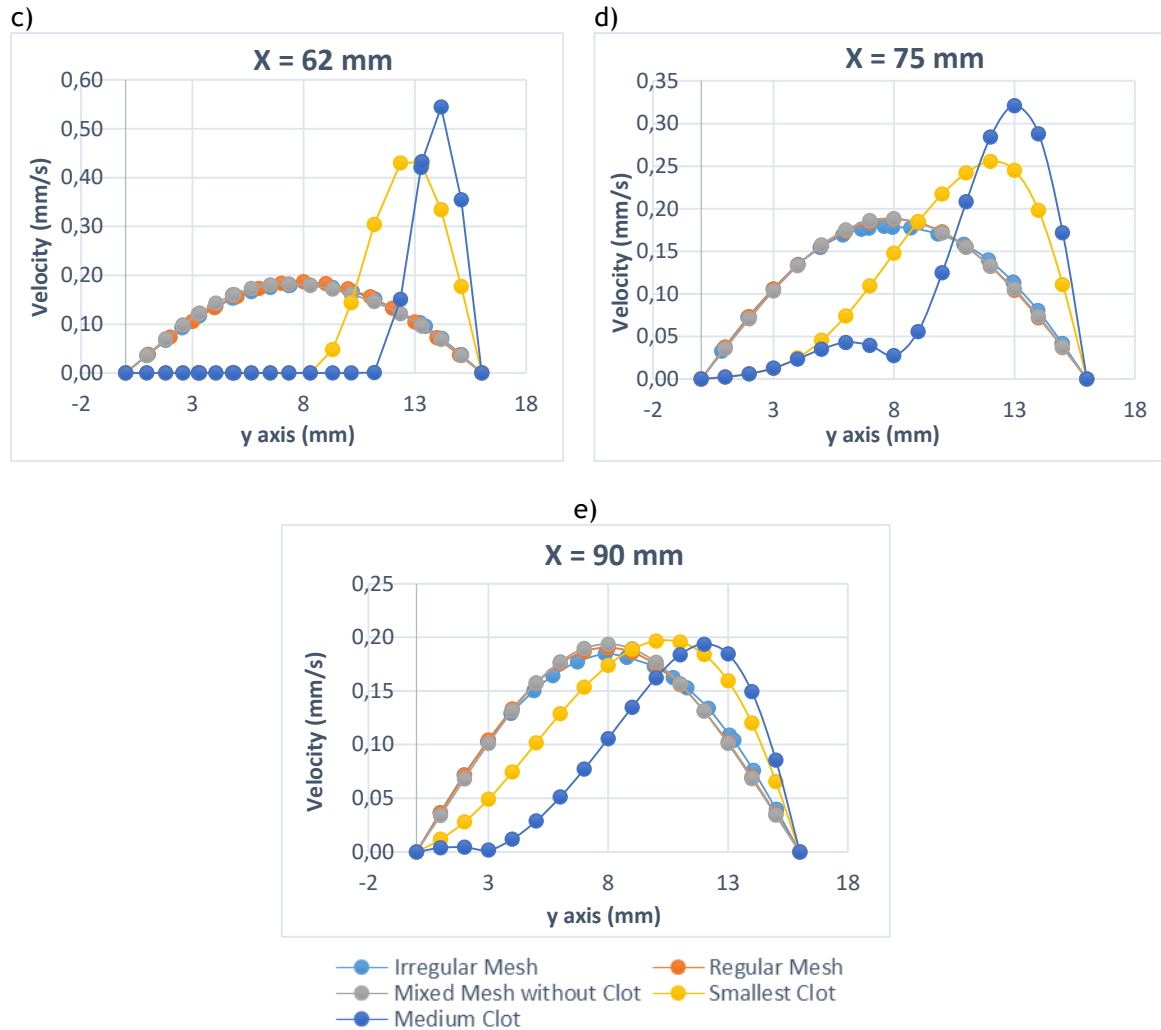 c)
X = 62 mm
0,60
0,50
0,40
0,30
0,20
0,10
0,00
-2 3 8 13 18
Velocity (mm/s)
y axis (mm)
d)
X = 75 mm
0,35
0,30
0,25
0,20
0,15
0,10
0,05
0,00
-2 3 8 13 18
Velocity (mm/s)
y axis (mm)
e)
X = 90 mm
0,25
0,20
0,15
0,10
0,05
0,00
-2 3 8 13 18
Velocity (mm/s)
y axis (mm)
Irregular Mesh Regular Mesh
Mixed Mesh without Clot Smallest Clot
Medium Clot